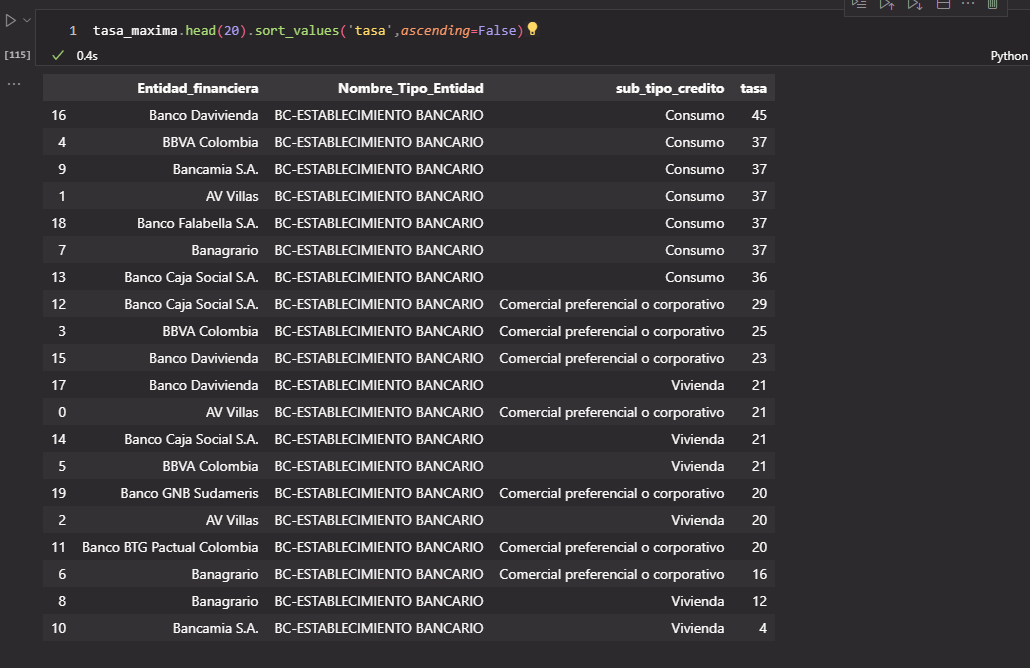 1 tasa_maxima.head(20).sort_values('tasa',ascending=False)
[115] 0.4s Python
Entidad_financiera Nombre_Tipo_Entidad sub_tipo_credito tasa
16 Banco Davivienda BC-ESTABLECIMIENTO BANCARIO Consumo 45
4 BBVA Colombia BC-ESTABLECIMIENTO BANCARIO Consumo 37
9 Bancamia S.A. BC-ESTABLECIMIENTO BANCARIO Consumo 37
1 AV Villas BC-ESTABLECIMIENTO BANCARIO Consumo 37
18 Banco Falabella S.A. BC-ESTABLECIMIENTO BANCARIO Consumo 37
7 Banagrario BC-ESTABLECIMIENTO BANCARIO Consumo 37
13 Banco Caja Social S.A. BC-ESTABLECIMIENTO BANCARIO Consumo 36
12 Banco Caja Social S.A. BC-ESTABLECIMIENTO BANCARIO Comercial preferencial o corporativo 29
3 BBVA Colombia BC-ESTABLECIMIENTO BANCARIO Comercial preferencial o corporativo 25
15 Banco Davivienda BC-ESTABLECIMIENTO BANCARIO Comercial preferencial o corporativo 23
17 Banco Davivienda BC-ESTABLECIMIENTO BANCARIO Vivienda 21
0 AV Villas BC-ESTABLECIMIENTO BANCARIO Comercial preferencial o corporativo 21
14 Banco Caja Social S.A. BC-ESTABLECIMIENTO BANCARIO Vivienda 21
5 BBVA Colombia BC-ESTABLECIMIENTO BANCARIO Vivienda 21
19 Banco GNB Sudameris BC-ESTABLECIMIENTO BANCARIO Comercial preferencial o corporativo 20
2 AV Villas BC-ESTABLECIMIENTO BANCARIO Vivienda 20
11 Banco BTG Pactual Colombia BC-ESTABLECIMIENTO BANCARIO Comercial preferencial o corporativo 20
6 Banagrario BC-ESTABLECIMIENTO BANCARIO Comercial preferencial o corporativo 16
8 Banagrario BC-ESTABLECIMIENTO BANCARIO Vivienda 12
10 Bancamia S.A. BC-ESTABLECIMIENTO BANCARIO Vivienda 4